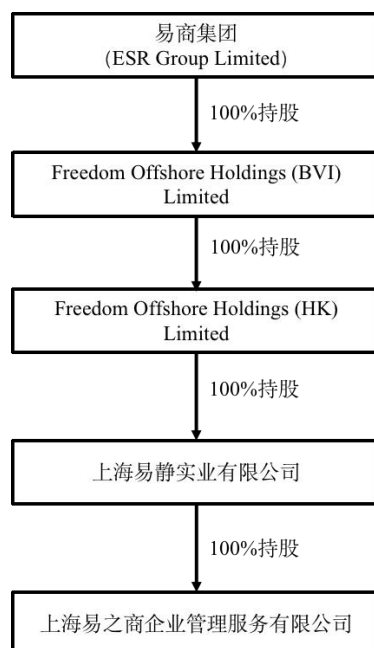 易商集团
(ESR Group Limited)
100%持股
Freedom Offshore Holdings (BVI)
Limited
100%持股
Freedom Offshore Holdings (HK)
Limited
100%持股
上海易静实业有限公司
100%持股
上海易之商企业管理服务有限公司